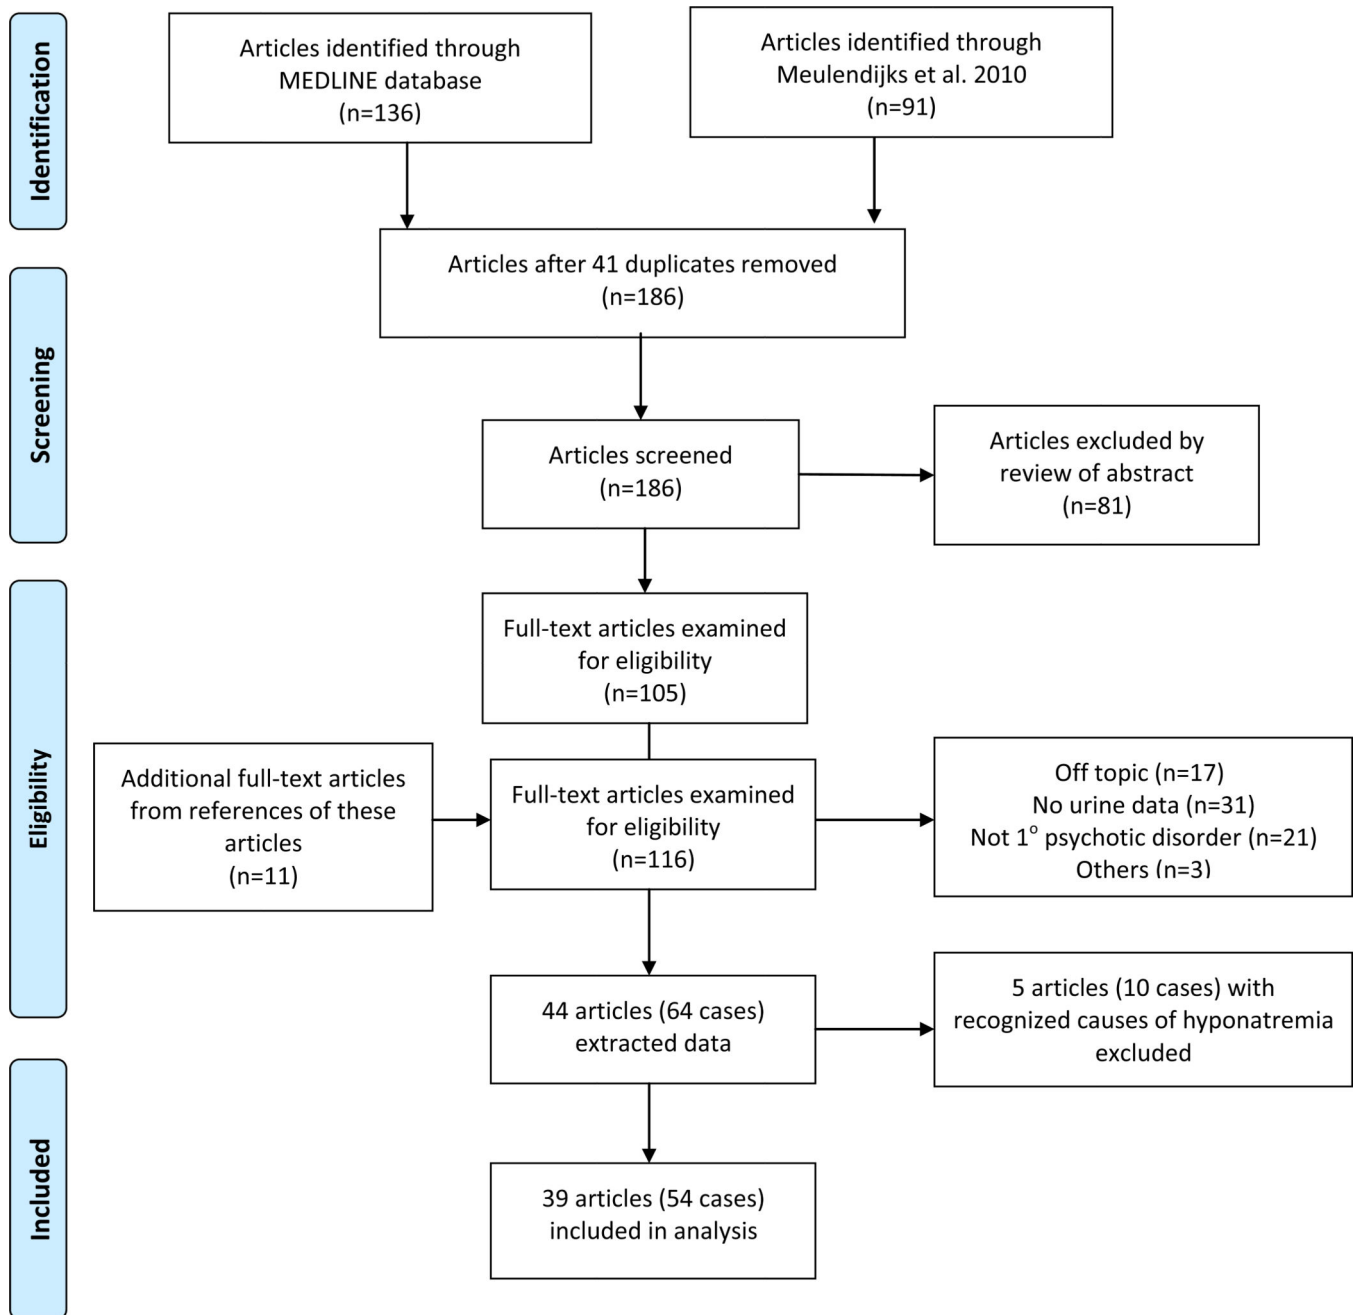 Identification
Articles identified through
MEDLINE database
(n=136)
Articles identified through
Meulendijks et al. 2010
(n=91)
Articles after 41 duplicates removed
(n=186)
Screening
Articles screened
(n=186)
Articles excluded by
review of abstract
(n=81)
Eligibility
Full-text articles examined
for eligibility
(n=105)
Additional full-text articles
from references of these
articles
(n=11)
Full-text articles examined
for eligibility
(n=116)
Off topic (n=17)
No urine data (n=31)
Not 1° psychotic disorder (n=21)
Others (n=3)
44 articles (64 cases)
extracted data
5 articles (10 cases) with
recognized causes of hyponatremia
excluded
Included
39 articles (54 cases)
included in analysis